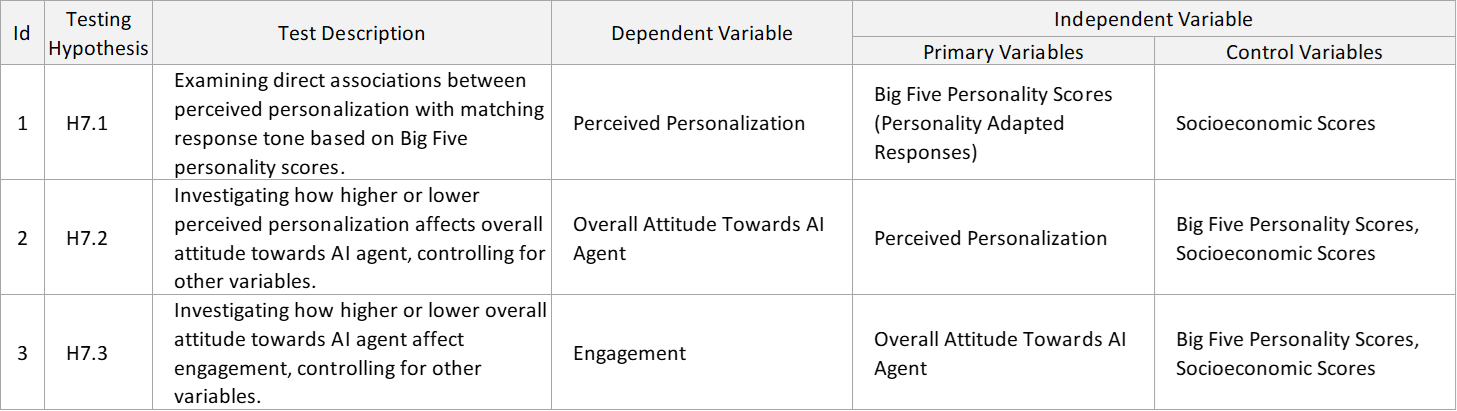 Id
Testing
Hypothesis
Test Description
Dependent Variable
Independent Variable
Primary Variables
Control Variables
1
H7.1
Examining direct associations between
perceived personalization with matching
response tone based on Big Five
personality scores.
Perceived Personalization
Big Five Personality Scores
(Personality Adapted
Responses)
Socioeconomic Scores
2
H7.2
Investigating how higher or lower
perceived personalization affects overall
attitude towards AI agent, controlling for
other variables.
Overall Attitude Towards AI
Agent
Perceived Personalization
Big Five Personality Scores,
Socioeconomic Scores
3
H7.3
Investigating how higher or lower overall
attitude towards AI agent affect
engagement, controlling for other
variables.
Engagement
Overall Attitude Towards AI
Agent
Big Five Personality Scores,
Socioeconomic Scores